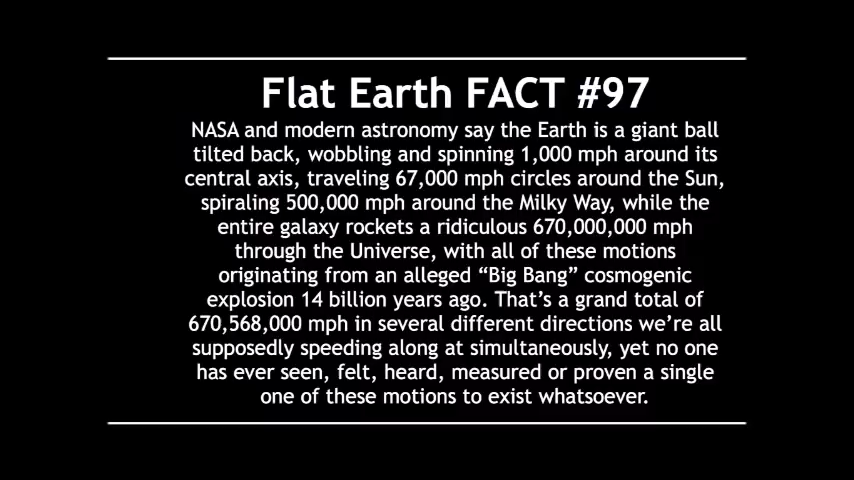 Flat Earth FACT #97
NASA and modern astronomy say the Earth is a giant ball
tilted back, wobbling and spinning 1,000 mph around its
central axis, traveling 67,000 mph circles around the Sun,
spiraling 500,000 mph around the Milky Way, while the
entire galaxy rockets a ridiculous 670,000,000 mph
through the Universe, with all of these motions
originating from an alleged “Big Bang” cosmogenic
explosion 14 billion years ago. That’s a grand total of
670,568,000 mph in several different directions we’re all
supposedly speeding along at simultaneously, yet no one
has ever seen, felt, heard, measured or proven a single
one of these motions to exist whatsoever.